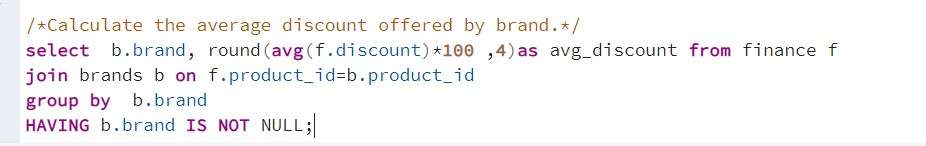 /*Calculate the average discount offered by brand.*/
select  b.brand, round(avg(f.discount)*100 ,4)as avg_discount from finance f
join brands b on f.product_id=b.product_id
group by  b.brand
HAVING b.brand IS NOT NULL;